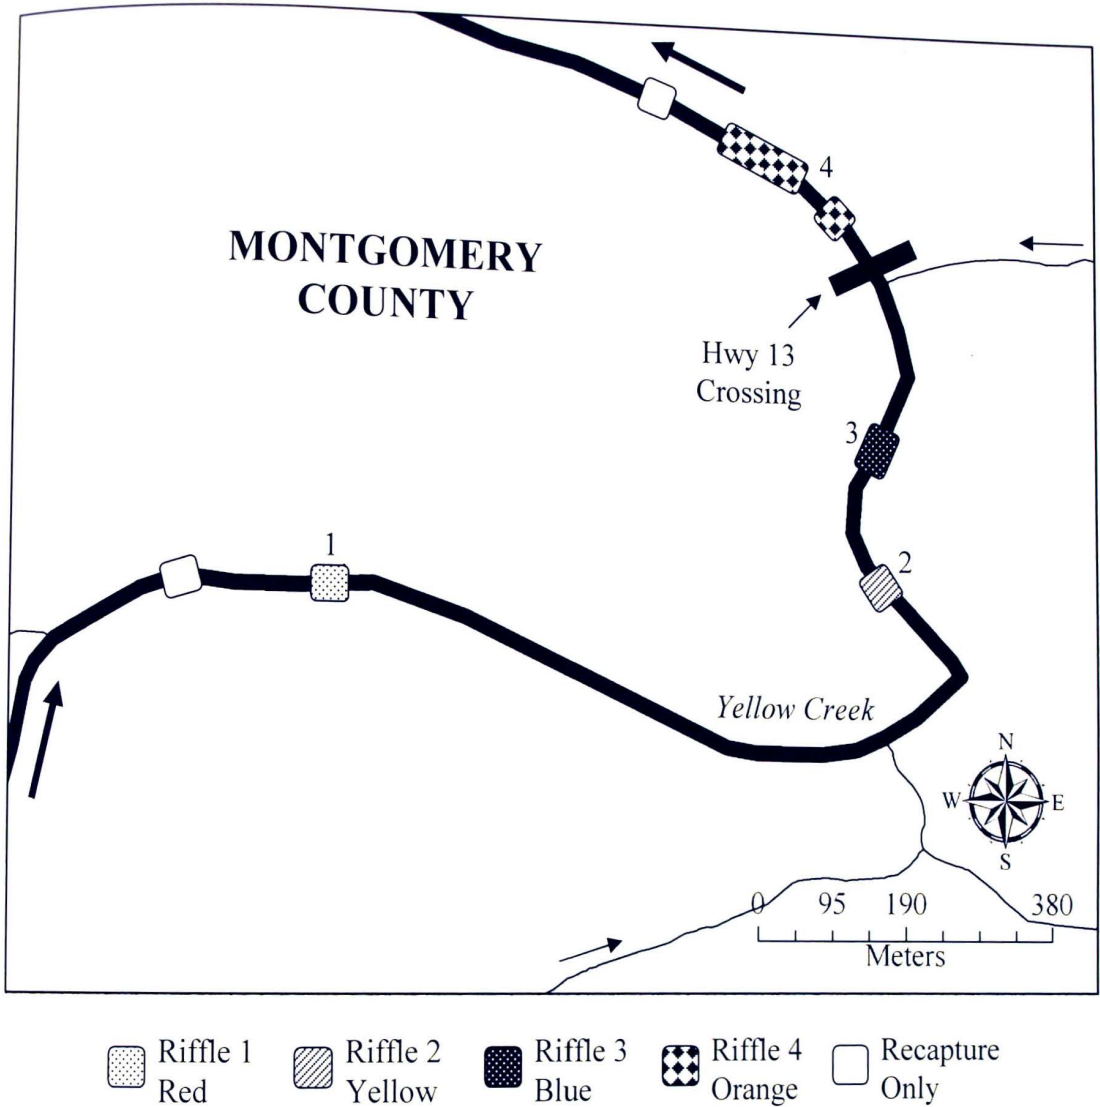 4
MONTGOMERY
COUNTY
Hwy 13
Crossing
3
1
2
Yellow Creek
N
W E
S
0 95 190 380
Meters
Riffle 1
Red
Riffle 2
Yellow
Riffle 3
Blue
Riffle 4
Orange
Recapture
Only